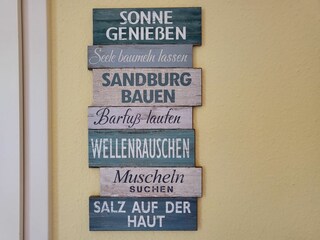 SONNE
GENIEßEN
Seele baumeln lassen
SANDBURG
BAUEN
Barfuß laufen
WELLENRAUSCHEN
Muscheln
SUCHEN
SALZ AUF DER
HAUT